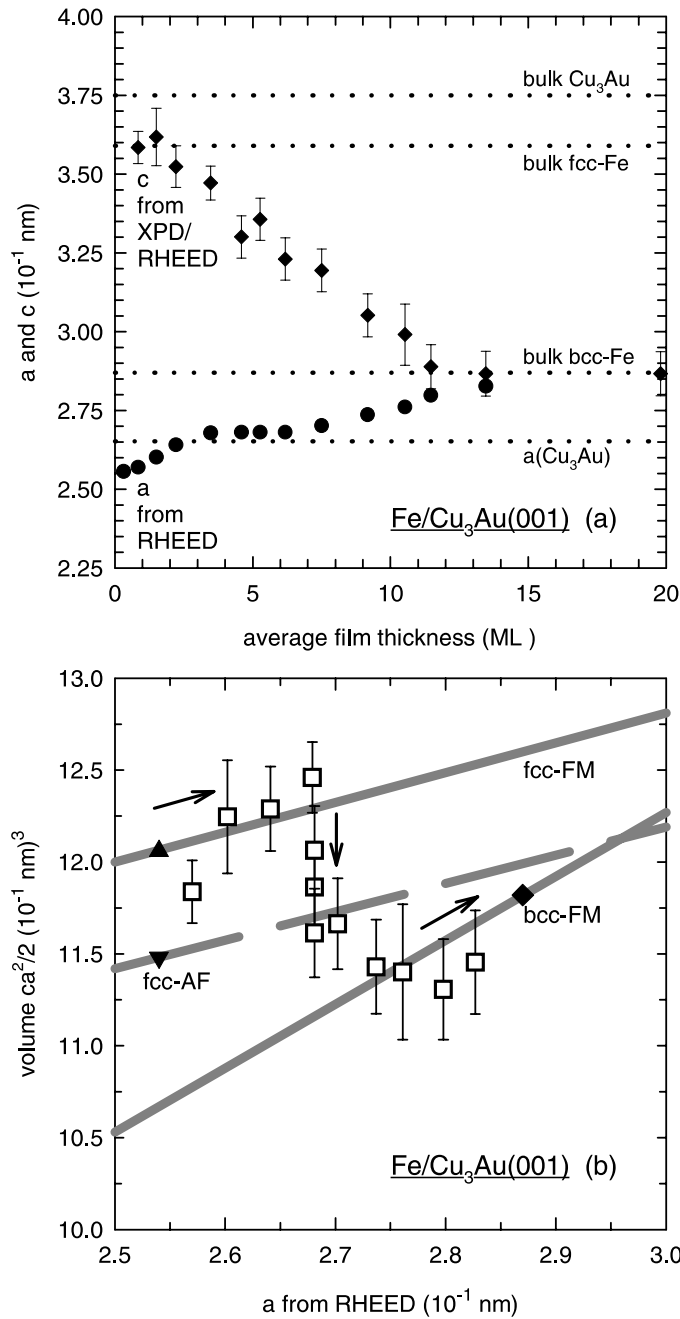 4.00
3.75
3.50
3.25
3.00
2.75
2.50
2.25
a and c (10⁻¹ nm)
bulk Cu₃Au
bulk fcc-Fe
c
from
XPD/
RHEED
bulk bcc-Fe
a(Cu₃Au)
a
from
RHEED
Fe/Cu₃Au(001) (a)
0 5 10 15 20
average film thickness (ML )
13.0
12.5
12.0
11.5
11.0
10.5
10.0
volume ca²/2 (10⁻¹ nm)³
fcc-FM
bcc-FM
fcc-AF
Fe/Cu₃Au(001) (b)
2.5 2.6 2.7 2.8 2.9 3.0
a from RHEED (10⁻¹ nm)